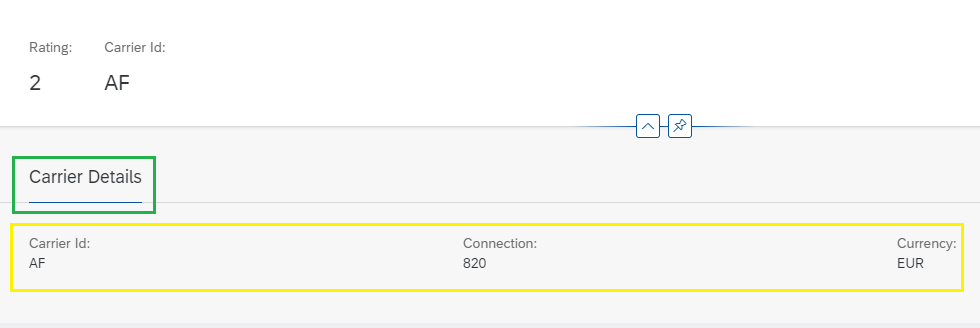 Rating: Carrier Id:
2 AF
Carrier Details
Carrier Id: Connection: Currency:
AF 820 EUR